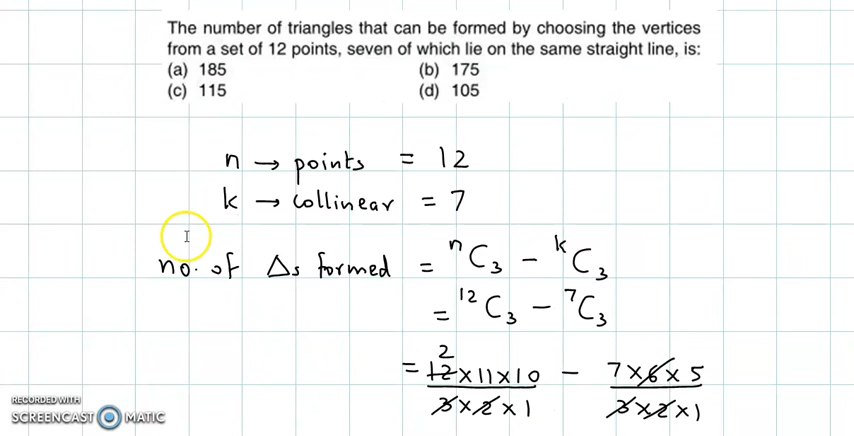 The number of triangles that can be formed by choosing the vertices
from a set of 12 points, seven of which lie on the same straight line, is:
(a) 185 (b) 175
(c) 115 (d) 105
n → points = 12
k → collinear = 7
no. of Δs formed = ⁿC₃ − ᵏC₃
= ¹²C₃ − ⁷C₃
2
= 12×11×10 − 7×6×5
3×2×1 3×2×1
RECORDED WITH
SCREENCAST MATIC